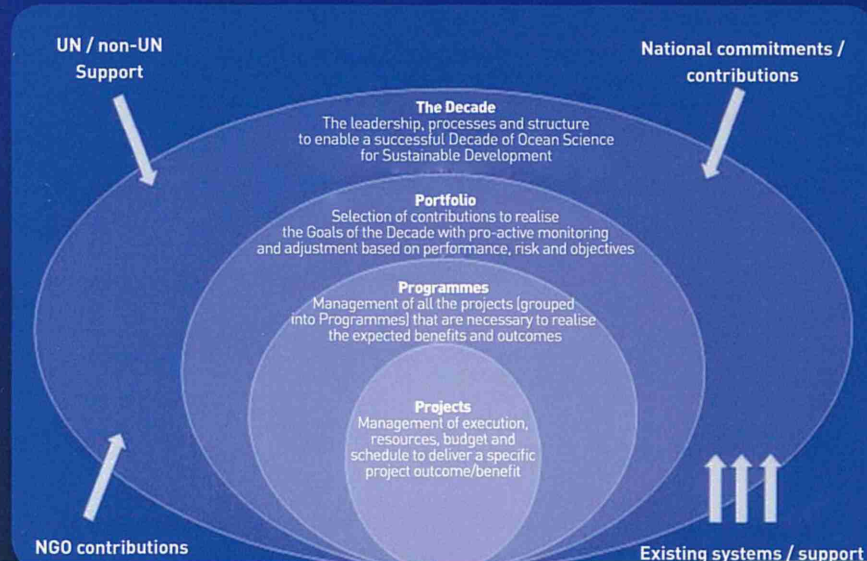 UN / non-UN
Support
National commitments /
contributions
The Decade
The leadership, processes and structure
to enable a successful Decade of Ocean Science
for Sustainable Development
Portfolio
Selection of contributions to realise
the Goals of the Decade with pro-active monitoring
and adjustment based on performance, risk and objectives
Programmes
Management of all the projects (grouped
into Programmes) that are necessary to realise
the expected benefits and outcomes
Projects
Management of execution,
resources, budget and
schedule to deliver a specific
project outcome/benefit
NGO contributions
Existing systems / support